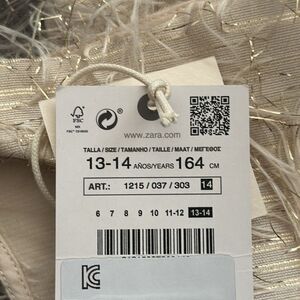 FSC
MIX
www.zara.com
TALLA / SIZE / TAMANHO / TAILLE / MAAT / ΜΕΓΕΘΟΣ
13-14 AÑOS/YEARS 164 CM
ART.: 1215 / 037 / 303 14
6 7 8 9 10 11-12 13-14